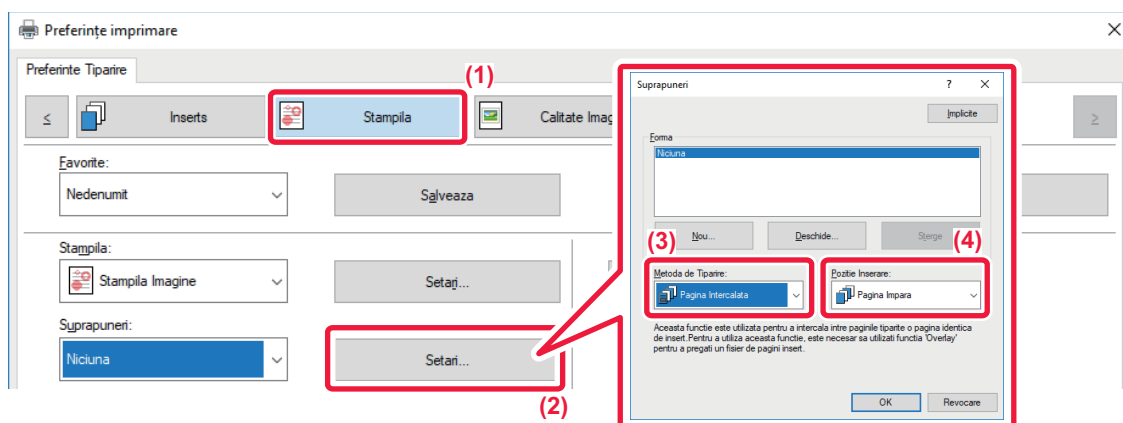 Preferințe imprimare
Preferinte Tiparire
(1)
≤
Inserts
Stampila
Calitate Imag
≥
Favorite:
Nedenumit
Salveaza
Stampila:
Stampila Imagine
Setari...
Suprapuneri:
Niciuna
Setari...
(2)
Suprapuneri
?
Implicite
Forma
Niciuna
Nou...
Deschide...
Sterge
(3)
(4)
Metoda de Tiparire:
Pozitie Inserare:
Pagina Intercalata
Pagina Impara
Aceasta functie este utilizata pentru a intercala intre paginile tiparite o pagina identica
de insert.Pentru a utiliza aceasta functie, este necesar sa utilizati functia 'Overlay'
pentru a pregati un fisier de pagini insert.
OK
Revocare